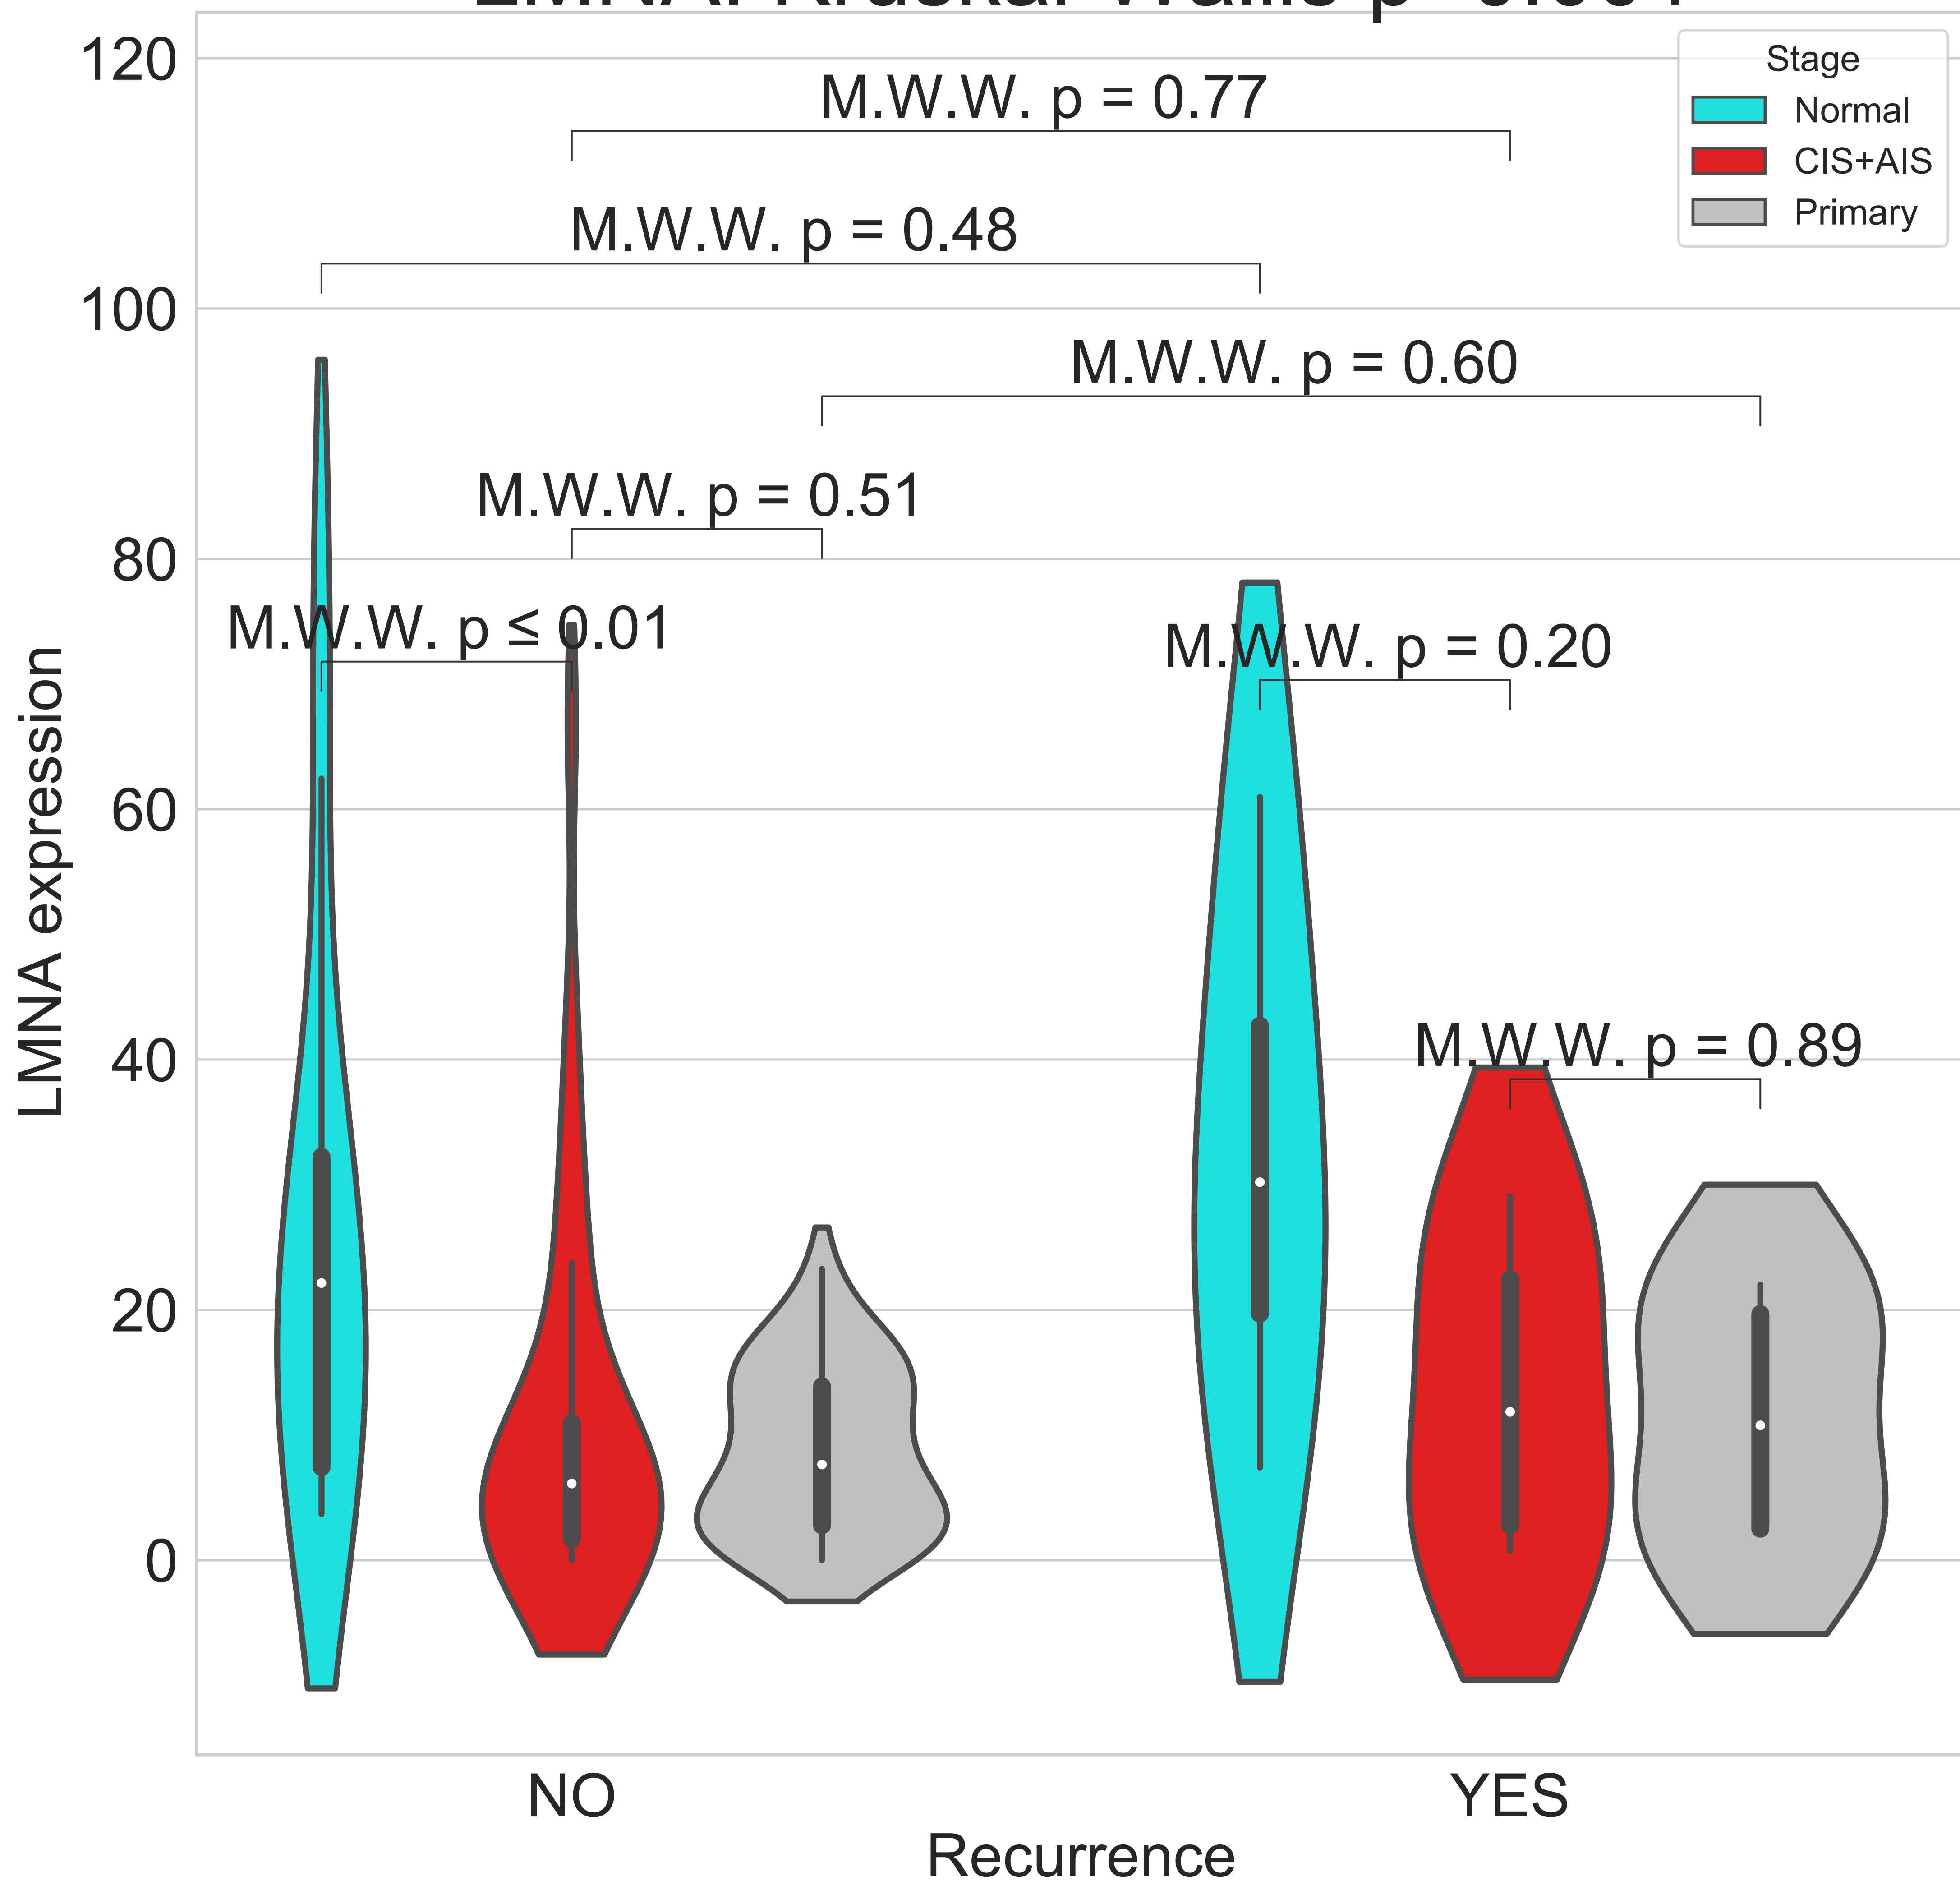 120
M.W.W. p = 0.77
Stage
Normal
CIS+AIS
Primary
M.W.W. p = 0.48
100
M.W.W. p = 0.60
M.W.W. p = 0.51
80
M.W.W. p ≤ 0.01
M.W.W. p = 0.20
60
LMNA expression
M.W.W. p = 0.89
40
20
0
NO
YES
Recurrence